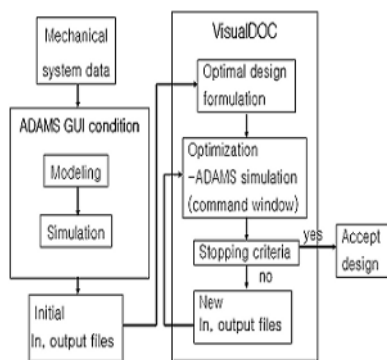 Mechanical
system data
ADAMS GUI condition
Modeling
Simulation
Initial
In, output files
VisualDOC
Optimal design
formulation
Optimization
-ADAMS simulation
(command window)
Stopping criteria
yes
no
New
In, output files
Accept
design